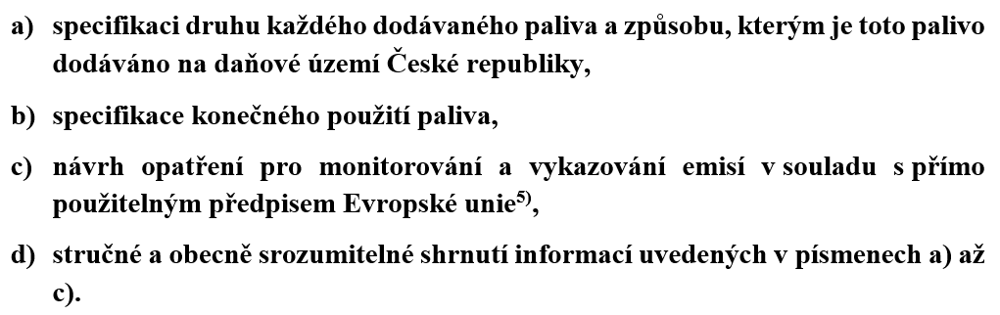 a) specifikaci druhu každého dodávaného paliva a způsobu, kterým je toto palivo
dodáváno na daňové území České republiky,
b) specifikace konečného použití paliva,
c) návrh opatření pro monitorování a vykazování emisí v souladu s přímo
použitelným předpisem Evropské unie⁵⁾,
d) stručné a obecně srozumitelné shrnutí informací uvedených v písmenech a) až
c).